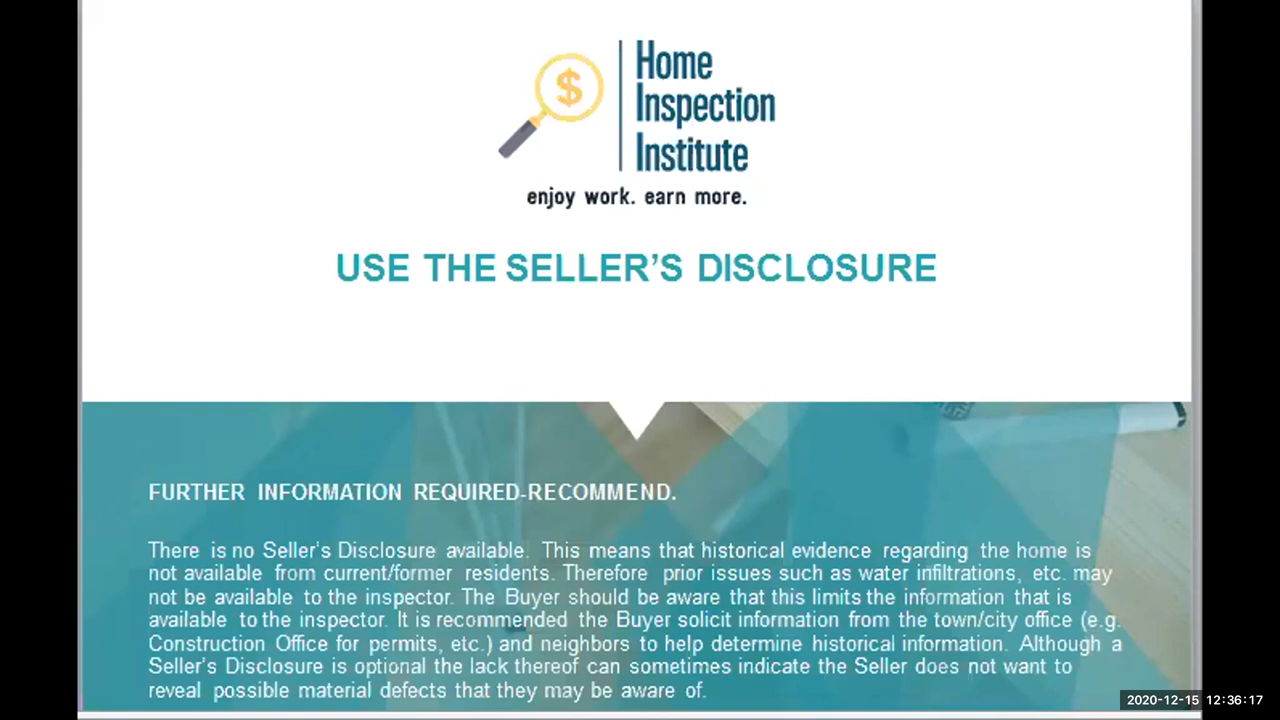 $
Home
Inspection
Institute
enjoy work. earn more.
USE THE SELLER'S DISCLOSURE
FURTHER INFORMATION REQUIRED-RECOMMEND.
There is no Seller's Disclosure available. This means that historical evidence regarding the home is
not available from current/former residents. Therefore prior issues such as water infiltrations, etc. may
not be available to the inspector. The Buyer should be aware that this limits the information that is
available to the inspector. It is recommended the Buyer solicit information from the town/city office (e.g.
Construction Office for permits, etc.) and neighbors to help determine historical information. Although a
Seller's Disclosure is optional the lack thereof can sometimes indicate the Seller does not want to
reveal possible material defects that they may be aware of.
2020-12-15 12:36:17